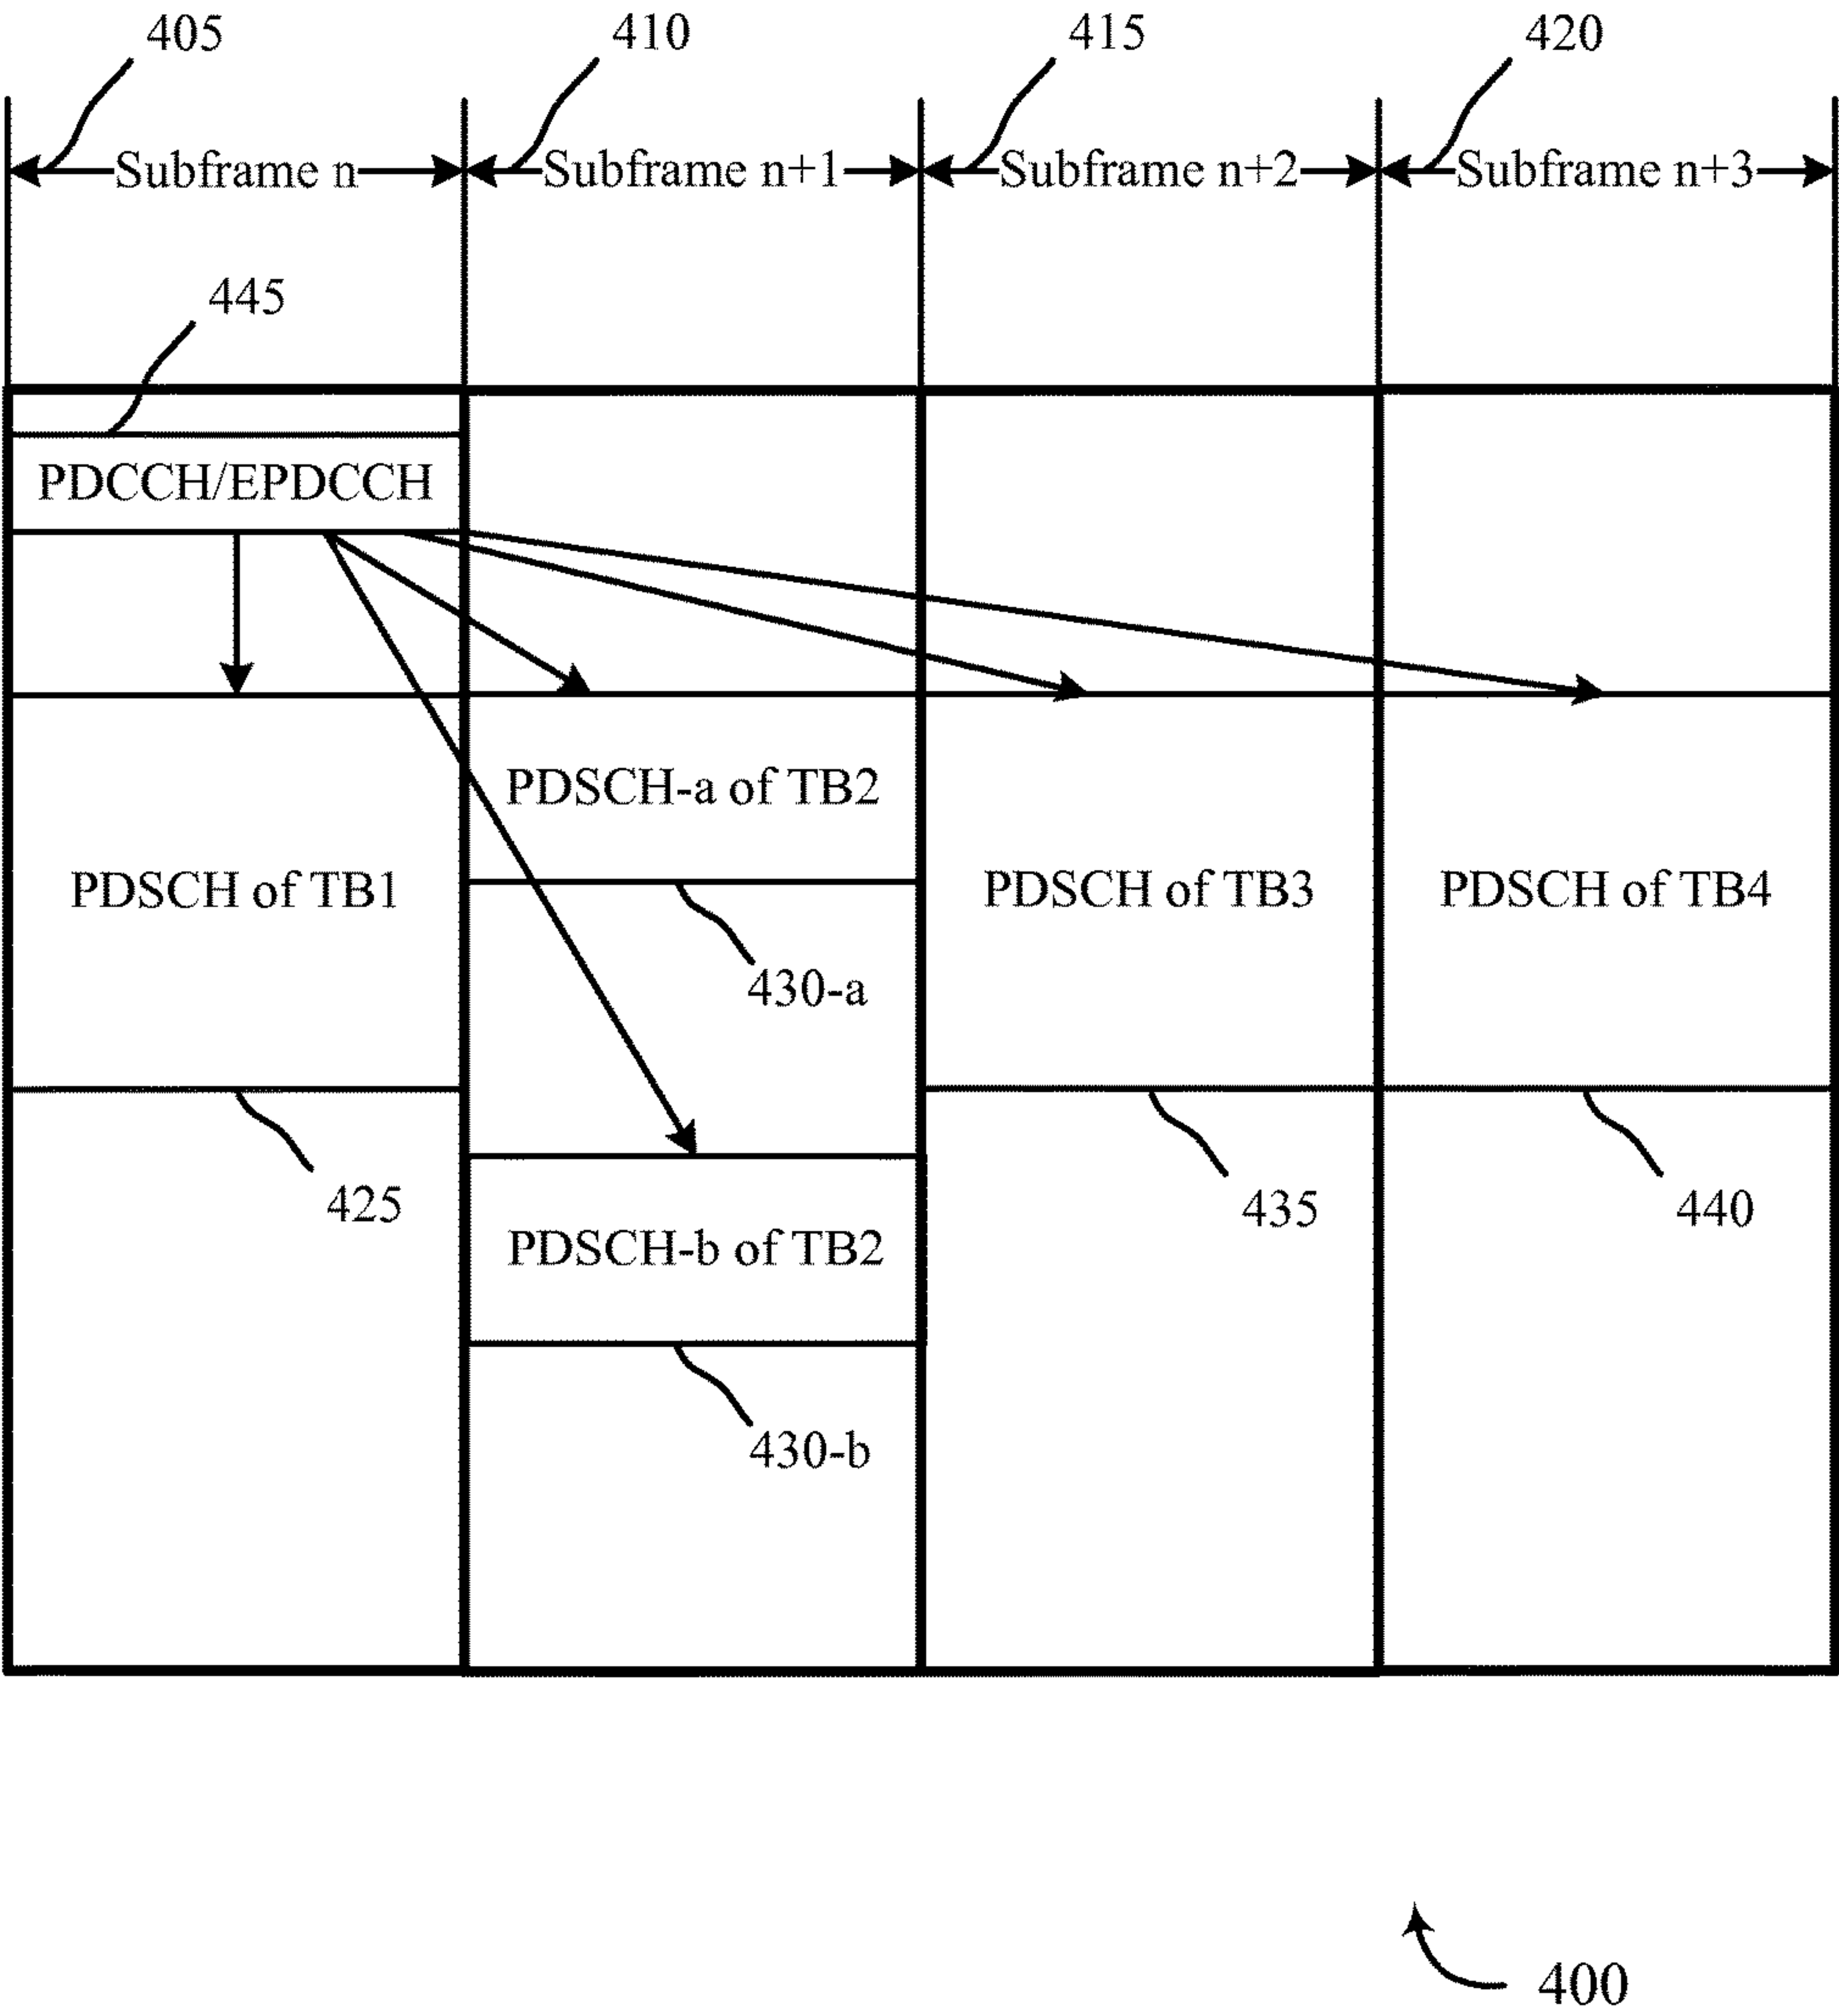 405
410
415
420
Subframe n
Subframe n+1
Subframe n+2
Subframe n+3
445
PDCCH/EPDCCH
PDSCH-a of TB2
PDSCH of TB1
PDSCH of TB3
PDSCH of TB4
430-a
425
435
440
PDSCH-b of TB2
430-b
400